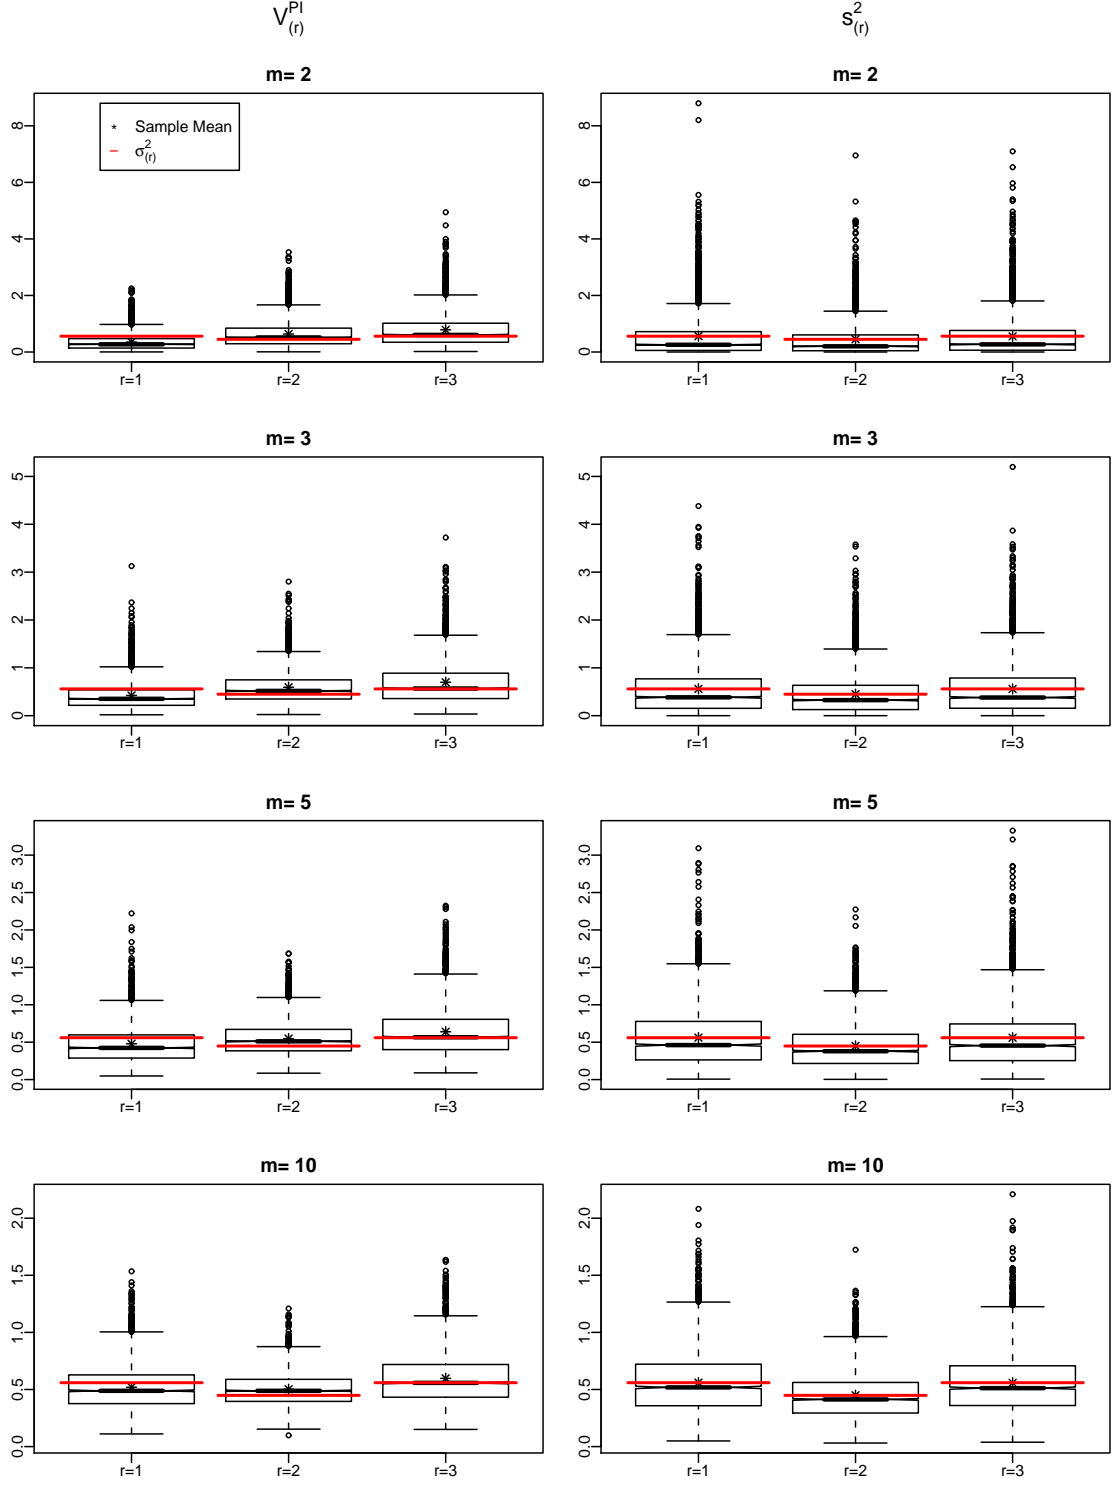 V^{PI}_{(r)} s^2_{(r)}
m= 2 m= 2
* Sample Mean
σ^2_{(r)}
8 8
6 6
4 4
2 2
0 0
r=1 r=2 r=3 r=1 r=2 r=3
m= 3 m= 3
5 5
4 4
3 3
2 2
1 1
0 0
r=1 r=2 r=3 r=1 r=2 r=3
m= 5 m= 5
3.0 3.0
2.5 2.5
2.0 2.0
1.5 1.5
1.0 1.0
0.5 0.5
0.0 0.0
r=1 r=2 r=3 r=1 r=2 r=3
m= 10 m= 10
2.0 2.0
1.5 1.5
1.0 1.0
0.5 0.5
0.0 0.0
r=1 r=2 r=3 r=1 r=2 r=3